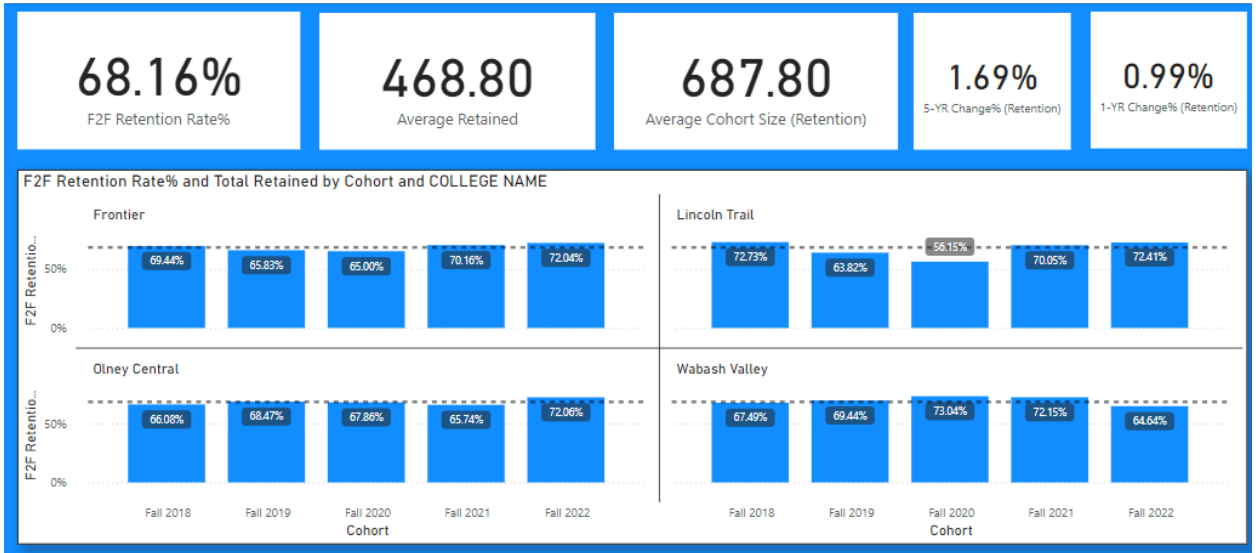 68.16%
F2F Retention Rate%
468.80
Average Retained
687.80
Average Cohort Size (Retention)
1.69%
5-YR Change% (Retention)
0.99%
1-YR Change% (Retention)
F2F Retention Rate% and Total Retained by Cohort and COLLEGE NAME
Frontier
F2F Retentio...
50%
0%
69.44%
65.83%
65.00%
70.16%
72.04%
Lincoln Trail
72.73%
63.82%
56.15%
70.05%
72.41%
Olney Central
F2F Retentio...
50%
0%
66.08%
68.47%
67.86%
65.74%
72.06%
Fall 2018
Fall 2019
Fall 2020
Fall 2021
Fall 2022
Cohort
Wabash Valley
67.49%
69.44%
73.04%
72.15%
64.64%
Fall 2018
Fall 2019
Fall 2020
Fall 2021
Fall 2022
Cohort